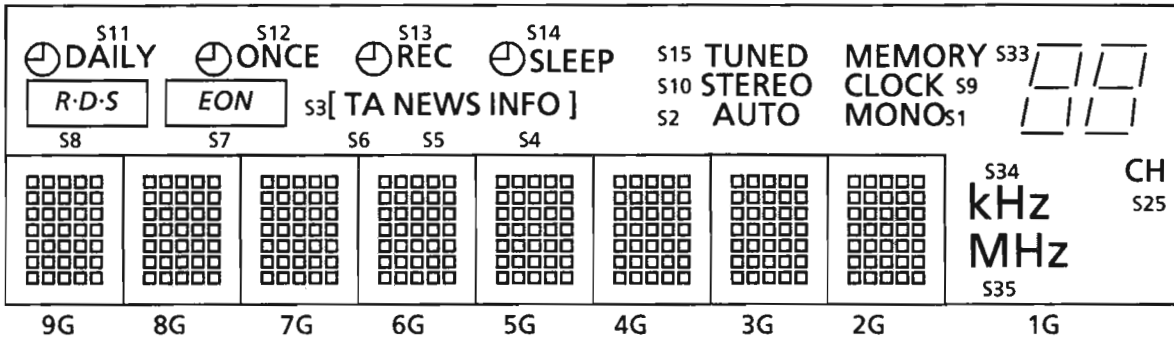 S11 S12 S13 S14
DAILY ONCE REC SLEEP S15 TUNED MEMORY S33
R·D·S EON S3[ TA NEWS INFO ] S10 STEREO CLOCK S9
S2 AUTO MONO S1
S8 S7 S6 S5 S4
S34 CH
kHz S25
MHz
S35
9G 8G 7G 6G 5G 4G 3G 2G 1G